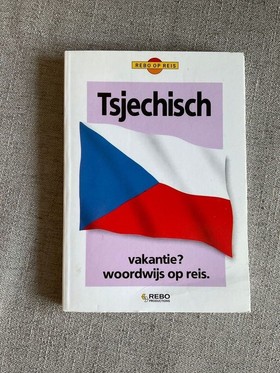 REBO OP REIS
Tsjechisch
vakantie?
woordwijs op reis.
REBO
PRODUCTIONS